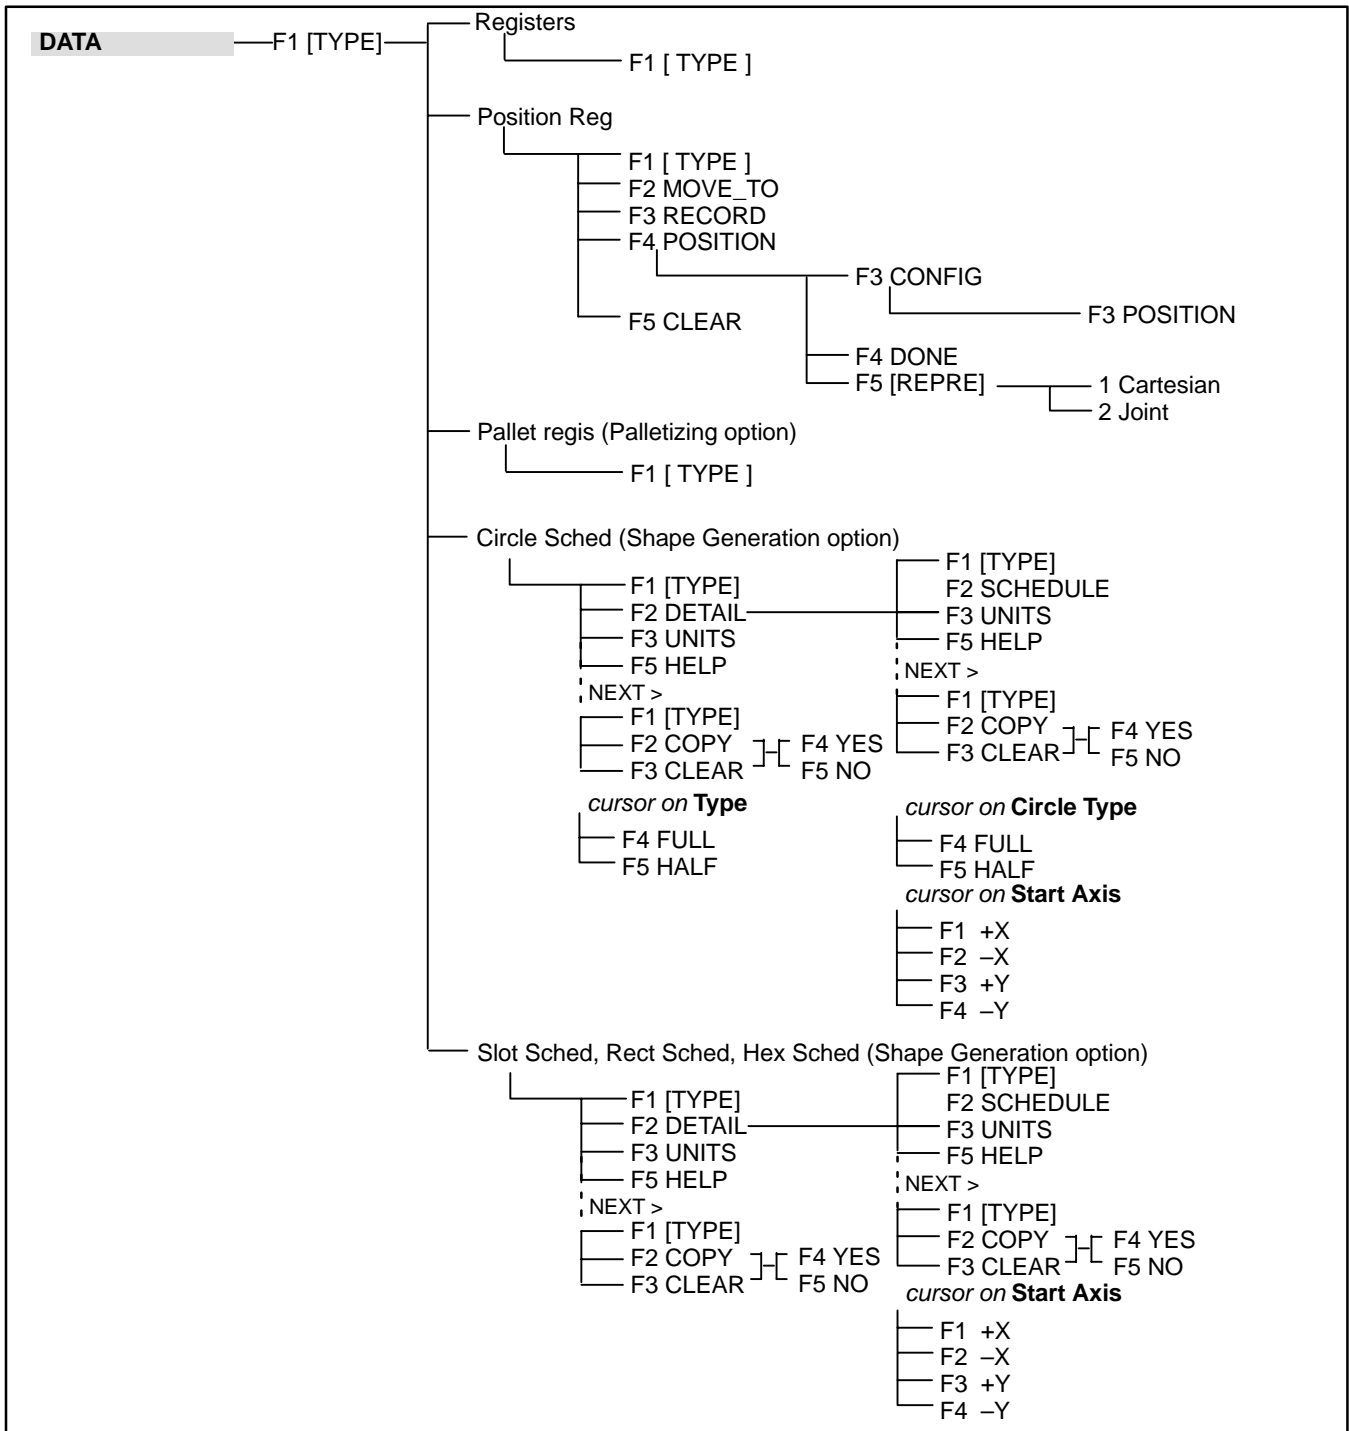 DATA F1 [TYPE]
Registers
F1 [ TYPE ]
Position Reg
F1 [ TYPE ]
F2 MOVE_TO
F3 RECORD
F4 POSITION
F3 CONFIG
F3 POSITION
F5 CLEAR
F4 DONE
F5 [REPRE]
1 Cartesian
2 Joint
Pallet regis (Palletizing option)
F1 [ TYPE ]
Circle Sched (Shape Generation option)
F1 [TYPE]
F2 DETAIL
F3 UNITS
F5 HELP
NEXT >
F1 [TYPE]
F2 COPY
F3 CLEAR
F4 YES
F5 NO
cursor on Type
F4 FULL
F5 HALF
F1 [TYPE]
F2 SCHEDULE
F3 UNITS
F5 HELP
NEXT >
F1 [TYPE]
F2 COPY
F3 CLEAR
F4 YES
F5 NO
cursor on Circle Type
F4 FULL
F5 HALF
cursor on Start Axis
F1 +X
F2 –X
F3 +Y
F4 –Y
Slot Sched, Rect Sched, Hex Sched (Shape Generation option)
F1 [TYPE]
F2 DETAIL
F3 UNITS
F5 HELP
NEXT >
F1 [TYPE]
F2 COPY
F3 CLEAR
F4 YES
F5 NO
F1 [TYPE]
F2 SCHEDULE
F3 UNITS
F5 HELP
NEXT >
F1 [TYPE]
F2 COPY
F3 CLEAR
F4 YES
F5 NO
cursor on Start Axis
F1 +X
F2 –X
F3 +Y
F4 –Y